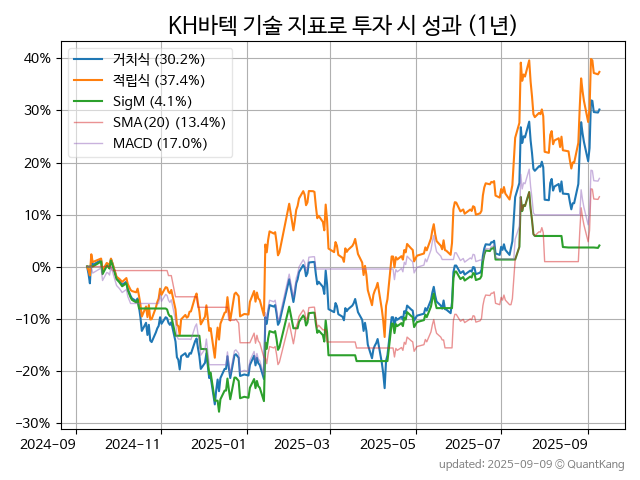 KH바텍 기술 지표로 투자 시 성과 (1년)
40%
30%
20%
10%
0%
-10%
-20%
-30%
거치식 (30.2%)
적립식 (37.4%)
SigM (4.1%)
SMA(20) (13.4%)
MACD (17.0%)
2024-09
2024-11
2025-01
2025-03
2025-05
2025-07
2025-09
updated: 2025-09-09 © QuantKang